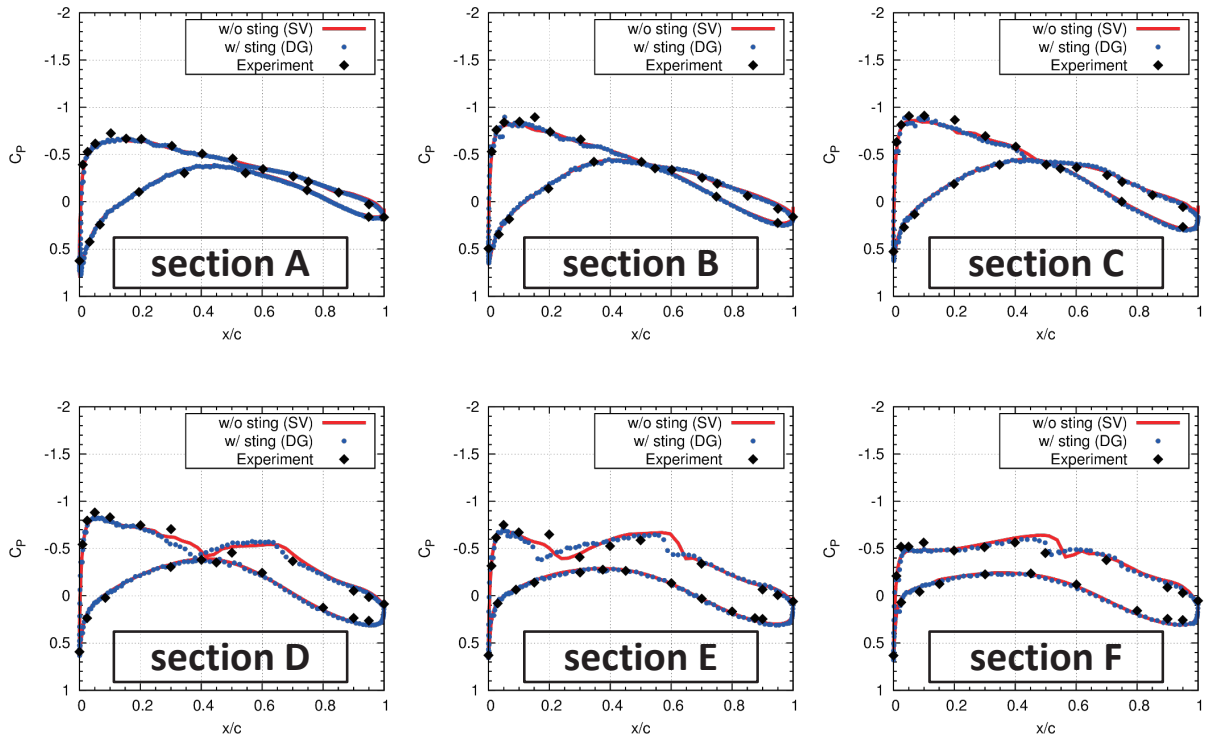 -2
-1.5
-1
-0.5
0
0.5
1
0 0.2 0.4 0.6 0.8 1
CP
x/c
w/o sting (SV)
w/ sting (DG)
Experiment
section A
-2
-1.5
-1
-0.5
0
0.5
1
0 0.2 0.4 0.6 0.8 1
CP
x/c
w/o sting (SV)
w/ sting (DG)
Experiment
section B
-2
-1.5
-1
-0.5
0
0.5
1
0 0.2 0.4 0.6 0.8 1
CP
x/c
w/o sting (SV)
w/ sting (DG)
Experiment
section C
-2
-1.5
-1
-0.5
0
0.5
1
0 0.2 0.4 0.6 0.8 1
CP
x/c
w/o sting (SV)
w/ sting (DG)
Experiment
section D
-2
-1.5
-1
-0.5
0
0.5
1
0 0.2 0.4 0.6 0.8 1
CP
x/c
w/o sting (SV)
w/ sting (DG)
Experiment
section E
-2
-1.5
-1
-0.5
0
0.5
1
0 0.2 0.4 0.6 0.8 1
CP
x/c
w/o sting (SV)
w/ sting (DG)
Experiment
section F